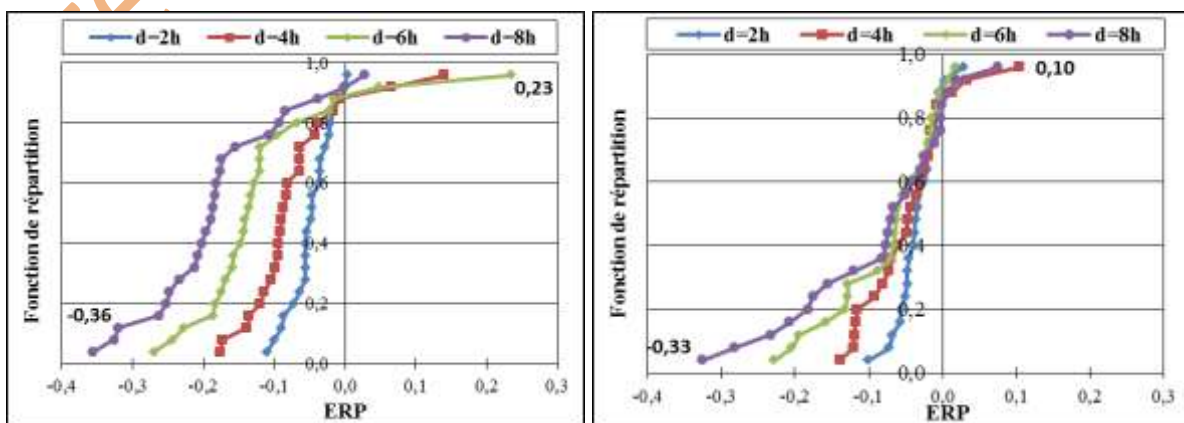 d=2h d=4h d=6h d=8h
Fonction de répartition
1,0
0,8
0,6
0,4
0,2
0,0
0,23
-0,36
-0,4 -0,3 -0,2 -0,1 0,0 0,1 0,2 0,3
ERP
d=2h d=4h d=6h d=8h
Fonction de répartition
1,0
0,8
0,6
0,4
0,2
0,0
0,10
-0,33
-0,4 -0,3 -0,2 -0,1 0,0 0,1 0,2 0,3
ERP